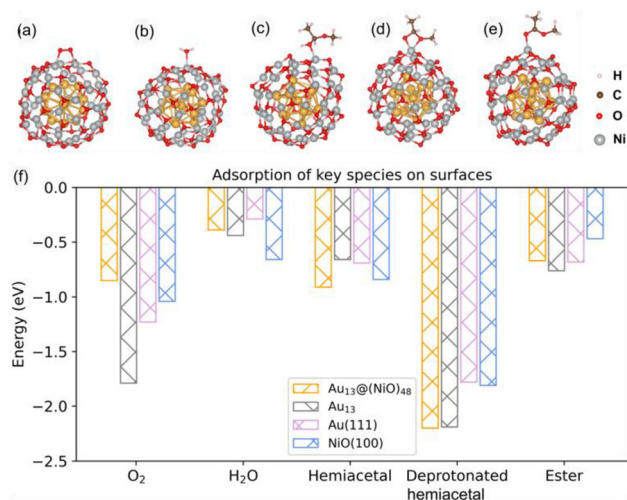 (a)
(b)
(c)
(d)
(e)
H
C
O
Ni
(f)
Adsorption of key species on surfaces
Energy (eV)
0.0
−0.5
−1.0
−1.5
−2.0
−2.5
Au₁₃@(NiO)₄₈
Au₁₃
Au(111)
NiO(100)
O₂
H₂O
Hemiacetal
Deprotonated
hemiacetal
Ester